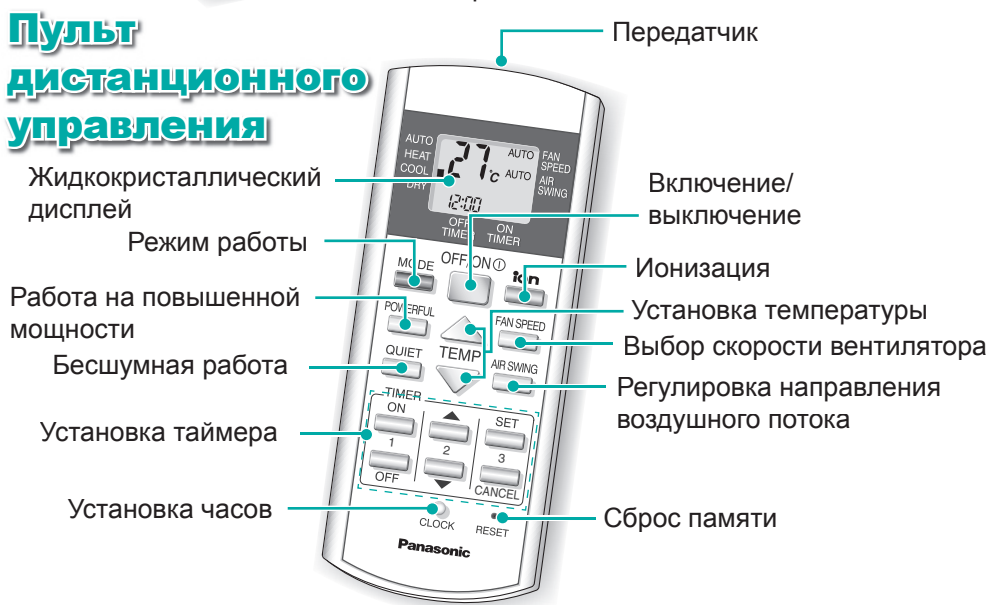 Пульт
дистанционного
управления
Передатчик
AUTO
HEAT
COOL
DRY
.27°c
AUTO
AUTO
FAN
SPEED
AIR
SWING
12:00
OFF
TIMER
ON
TIMER
Жидкокристаллический
дисплей
Включение/
выключение
Режим работы
MODE
OFF/ON
ion
Ионизация
Работа на повышенной
мощности
POWERFUL
Установка температуры
FAN SPEED
Выбор скорости вентилятора
Бесшумная работа
QUIET
TEMP
AIR SWING
Регулировка направления
воздушного потока
TIMER
ON
SET
Установка таймера
1
2
3
OFF
CANCEL
Установка часов
CLOCK
RESET
Сброс памяти
Panasonic